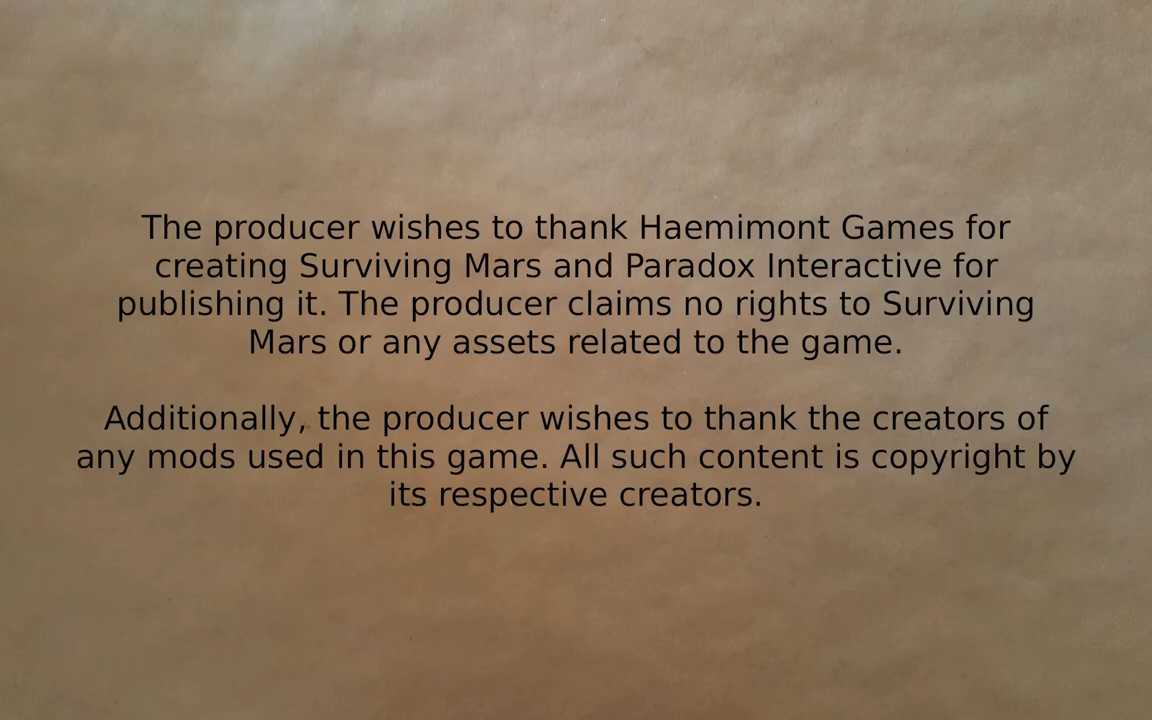 The producer wishes to thank Haemimont Games for
creating Surviving Mars and Paradox Interactive for
publishing it. The producer claims no rights to Surviving
Mars or any assets related to the game.
Additionally, the producer wishes to thank the creators of
any mods used in this game. All such content is copyright by
its respective creators.